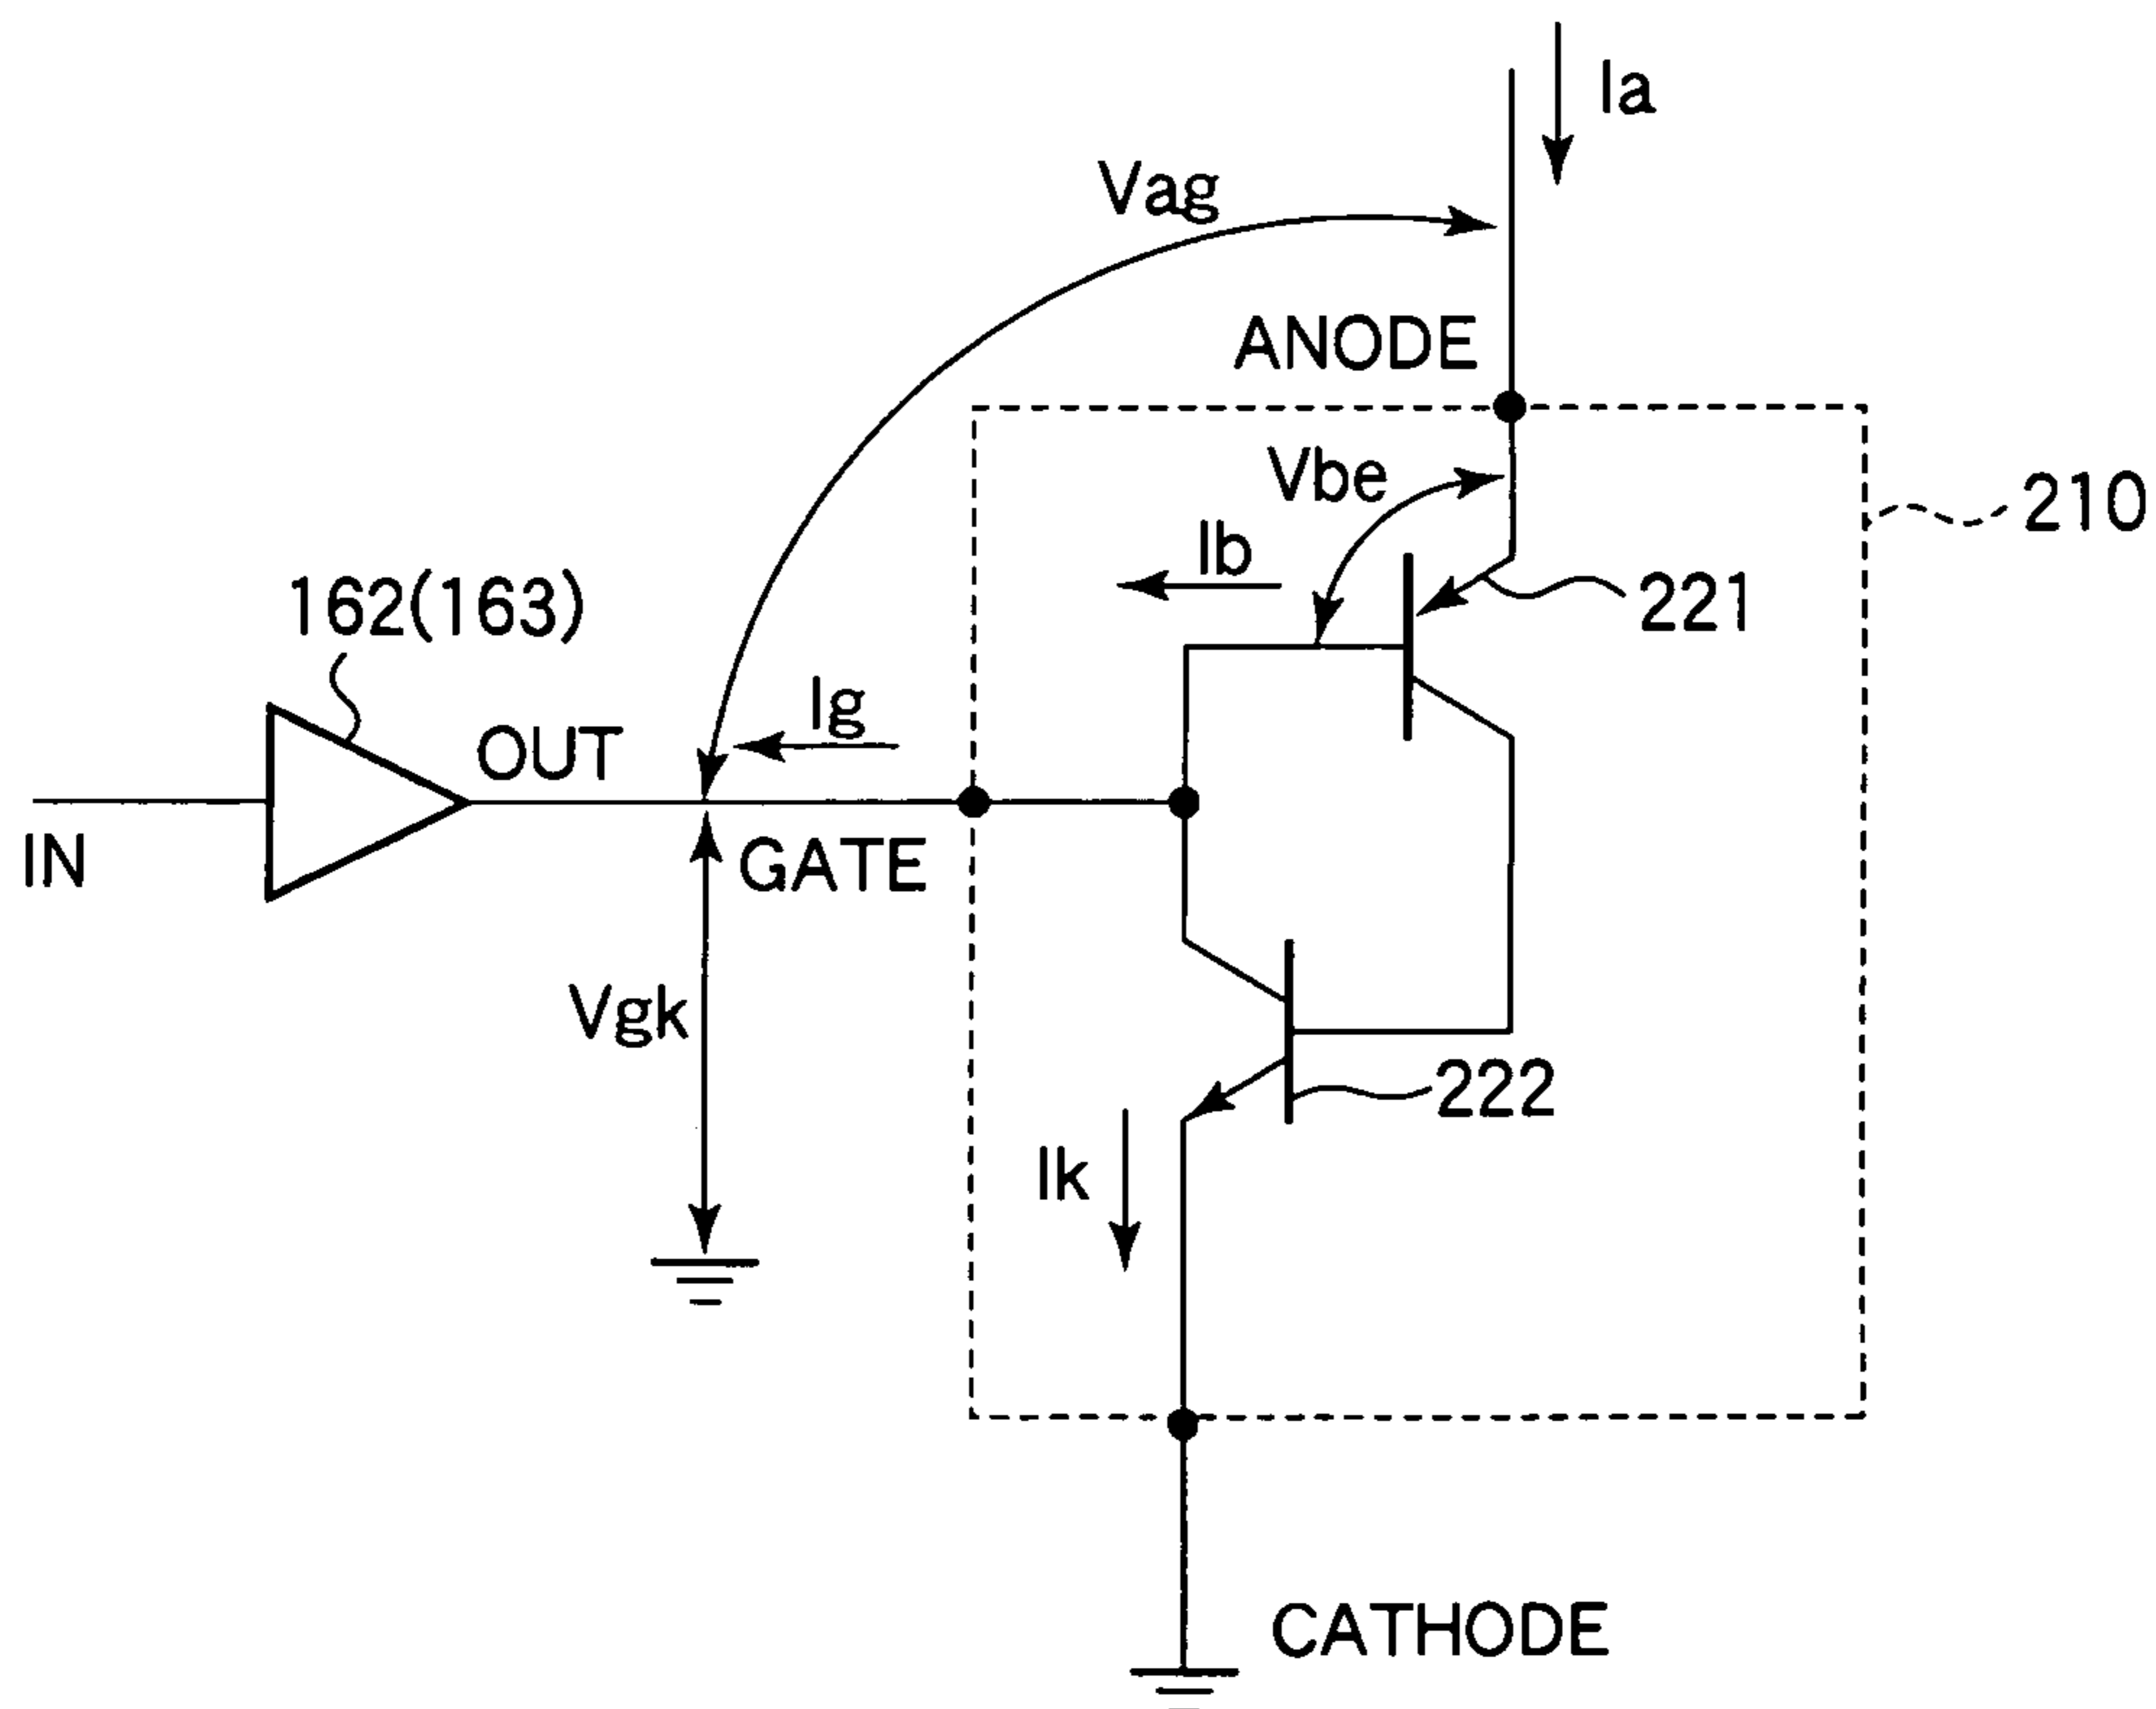 Ia
Vag
ANODE
Vbe
210
Ib
162(163)
221
Ig
OUT
IN
GATE
Vgk
222
Ik
CATHODE